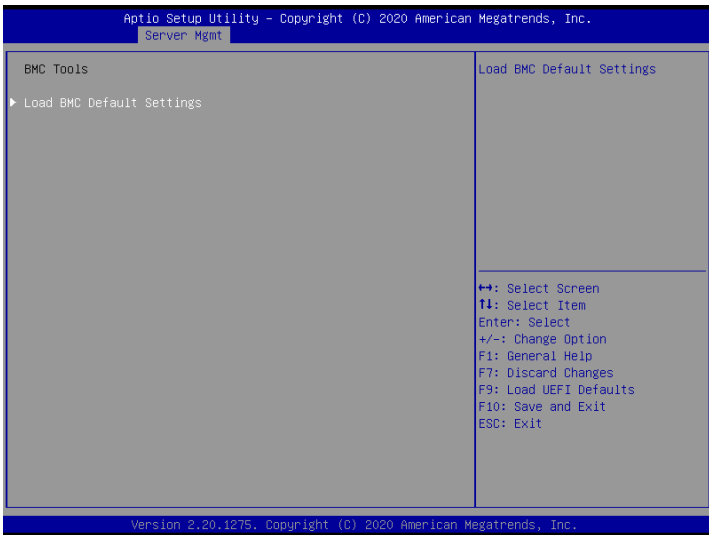 Aptio Setup Utility – Copyright (C) 2020 American Megatrends, Inc.
Server Mgmt
BMC Tools
▶ Load BMC Default Settings
Load BMC Default Settings
↔: Select Screen
↑↓: Select Item
Enter: Select
+/-: Change Option
F1: General Help
F7: Discard Changes
F9: Load UEFI Defaults
F10: Save and Exit
ESC: Exit
Version 2.20.1275. Copyright (C) 2020 American Megatrends, Inc.